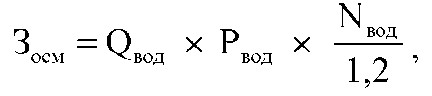 З_осм = Q_вод × P_вод × N_вод / 1,2 ,